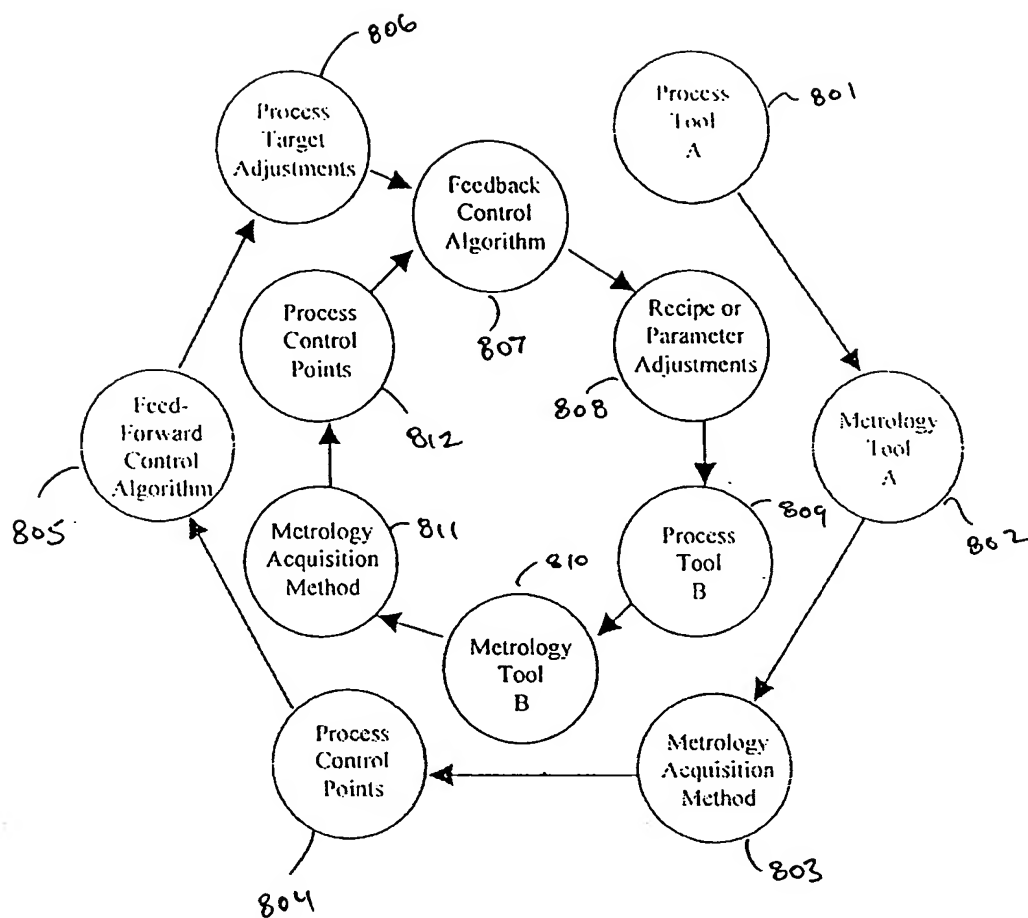 806
Process
Target
Adjustments
Process
Tool
A
801
Feedback
Control
Algorithm
807
Process
Control
Points
812
Recipe or
Parameter
Adjustments
808
Feed-
Forward
Control
Algorithm
805
Metrology
Tool
A
802
Metrology
Acquisition
Method
811
Process
Tool
B
809
810
Metrology
Tool
B
Process
Control
Points
804
Metrology
Acquisition
Method
803